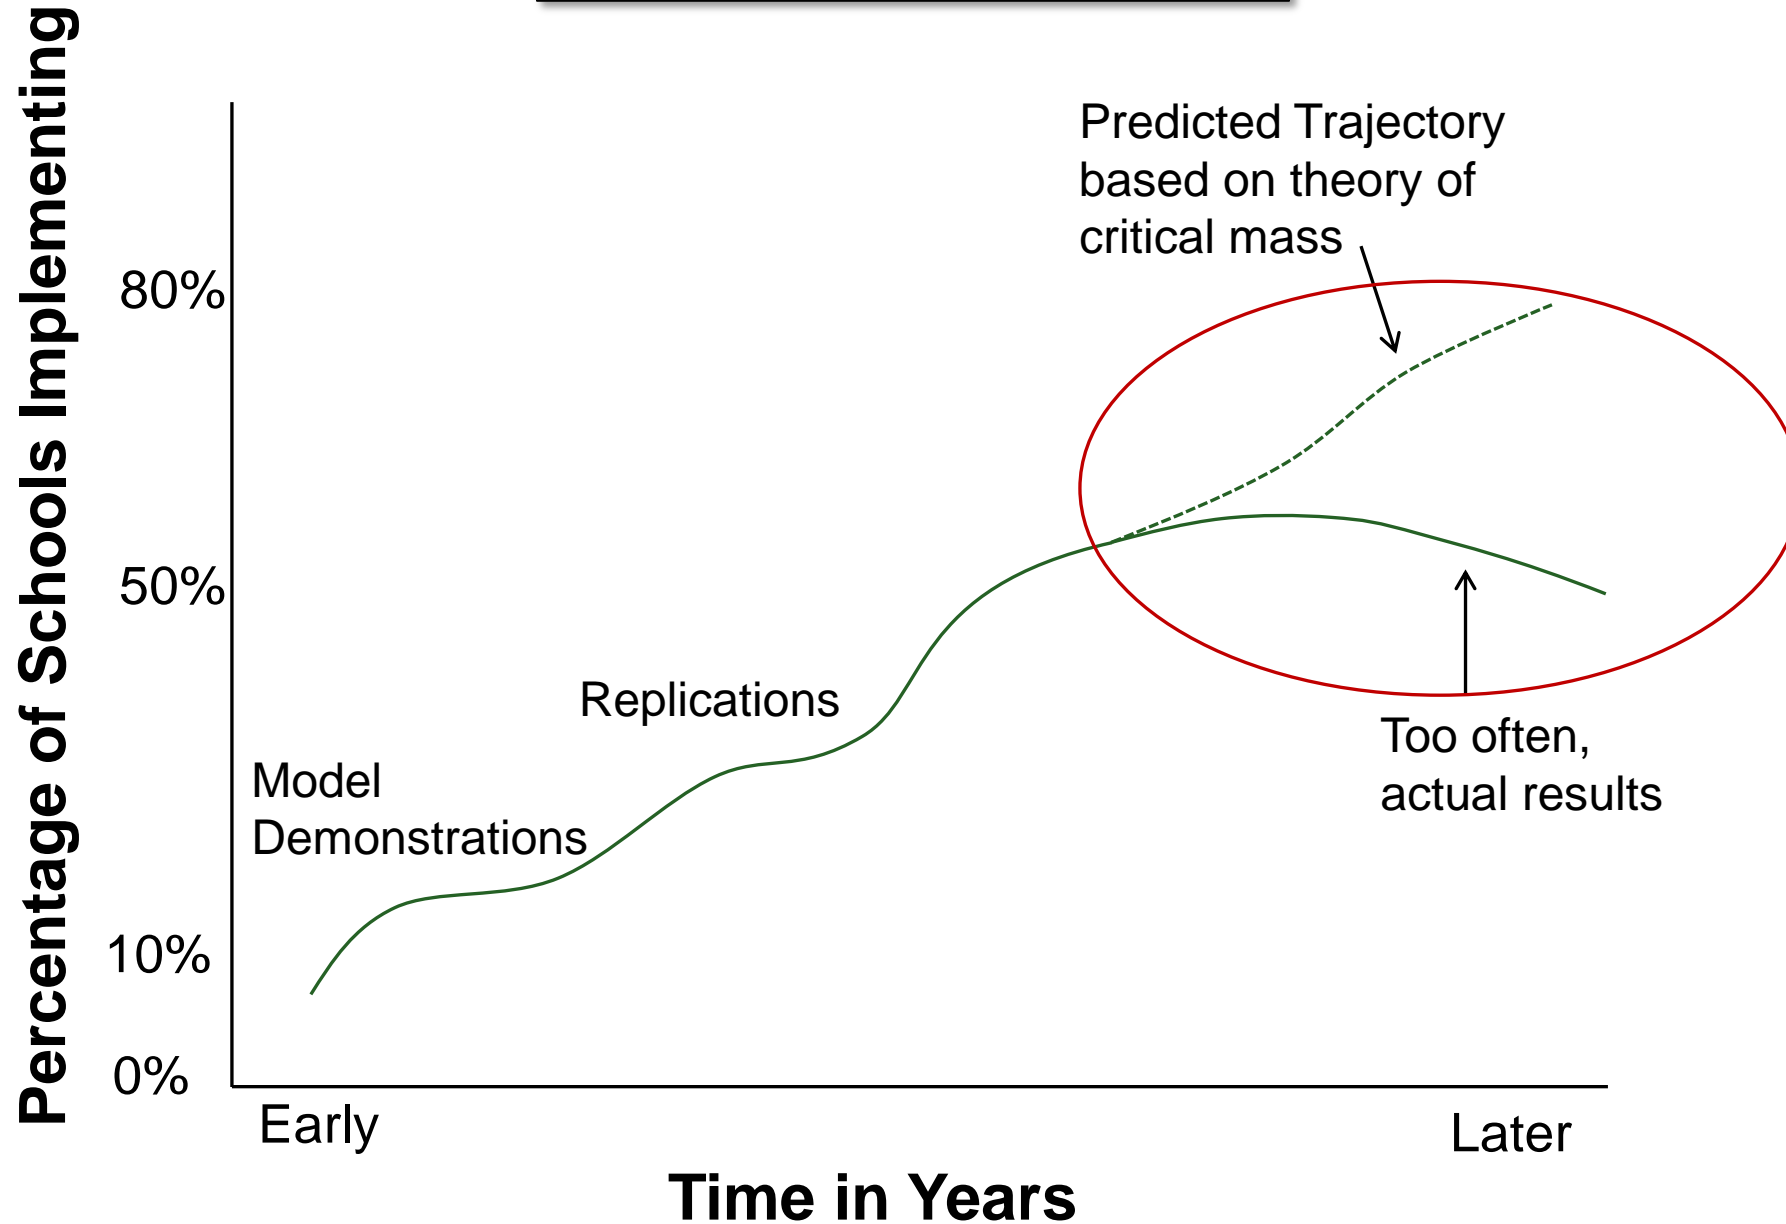 Percentage of Schools Implementing
Predicted Trajectory
based on theory of
critical mass
80%
50%
Replications
Model
Demonstrations
Too often,
actual results
10%
0%
Early
Later
Time in Years